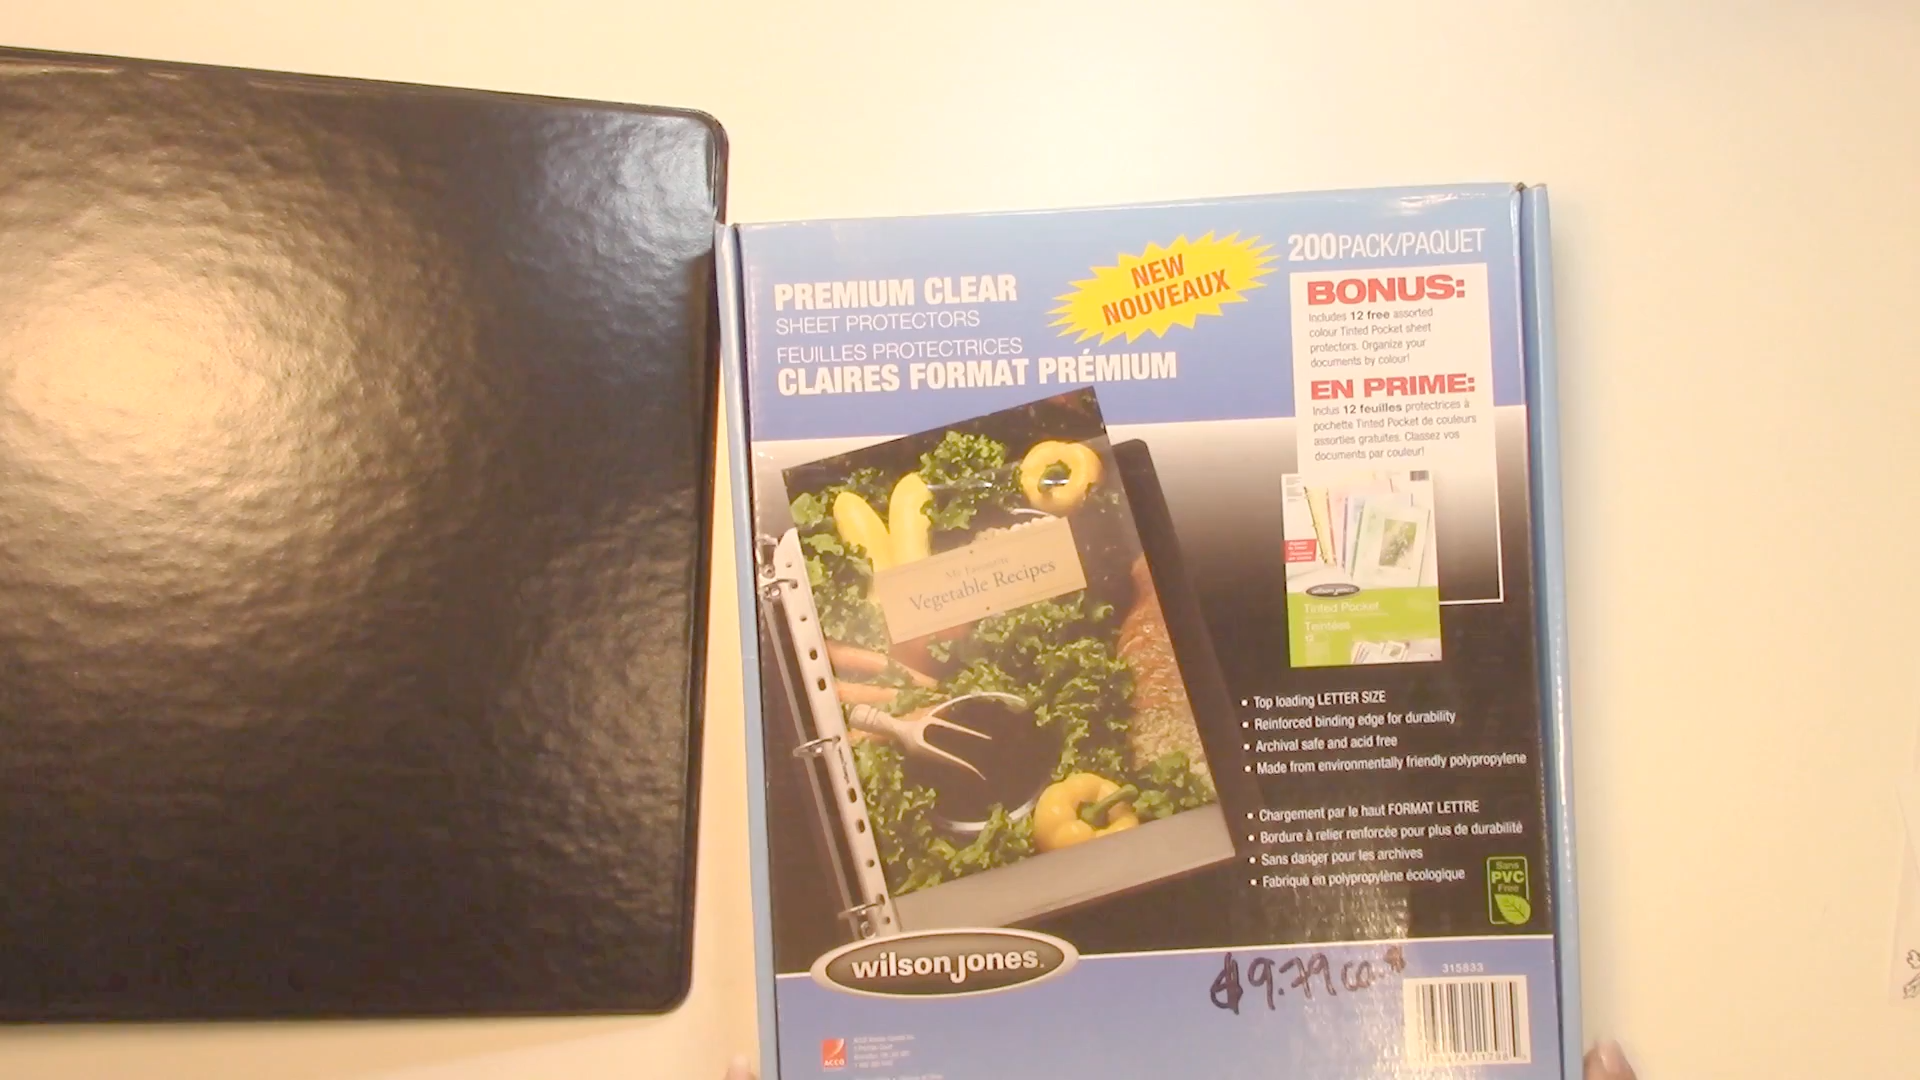 200PACK/PAQUET
PREMIUM CLEAR
SHEET PROTECTORS
FEUILLES PROTECTRICES
CLAIRES FORMAT PRÉMIUM
NEW
NOUVEAUX
BONUS:
Includes 12 free assorted
colour Tinted Pocket sheet
protectors. Organize your
documents by colour!
EN PRIME:
Inclus 12 feuilles protectrices à
pochette Tinted Pocket de couleurs
assorties gratuites. Classez vos
documents par couleur!
My Favourite
Vegetable Recipes
wilson jones
Tinted Pocket
Teintées
• Top loading LETTER SIZE
• Reinforced binding edge for durability
• Archival safe and acid free
• Made from environmentally friendly polypropylene
• Chargement par le haut FORMAT LETTRE
• Bordure à relier renforcée pour plus de durabilité
• Sans danger pour les archives
• Fabriqué en polypropylène écologique
Sans
PVC
Free
wilson jones.
$9.79 ea.
315833
ACCO